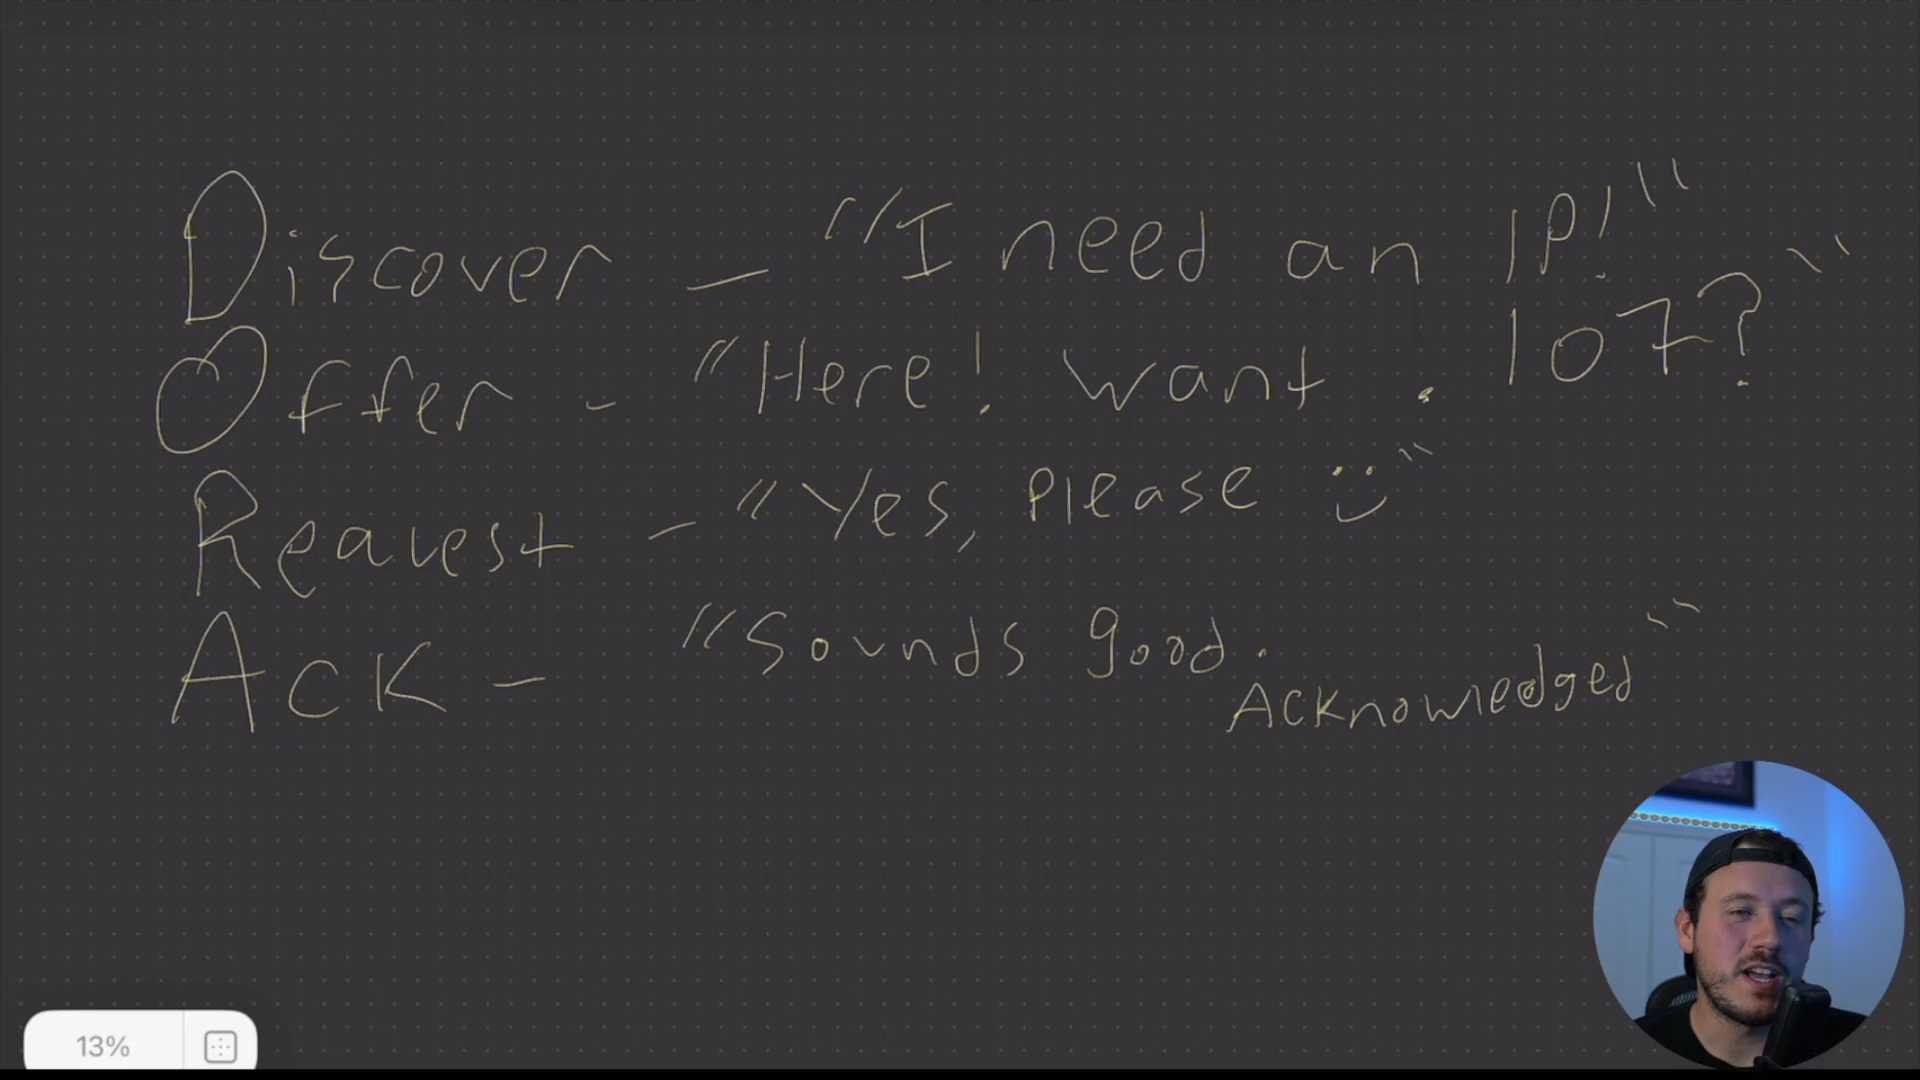 Discover - "I need an IP!"
Offer - "Here! Want .107?"
Request - "Yes, Please :)"
Ack - "Sounds good.
Acknowledged"
13%